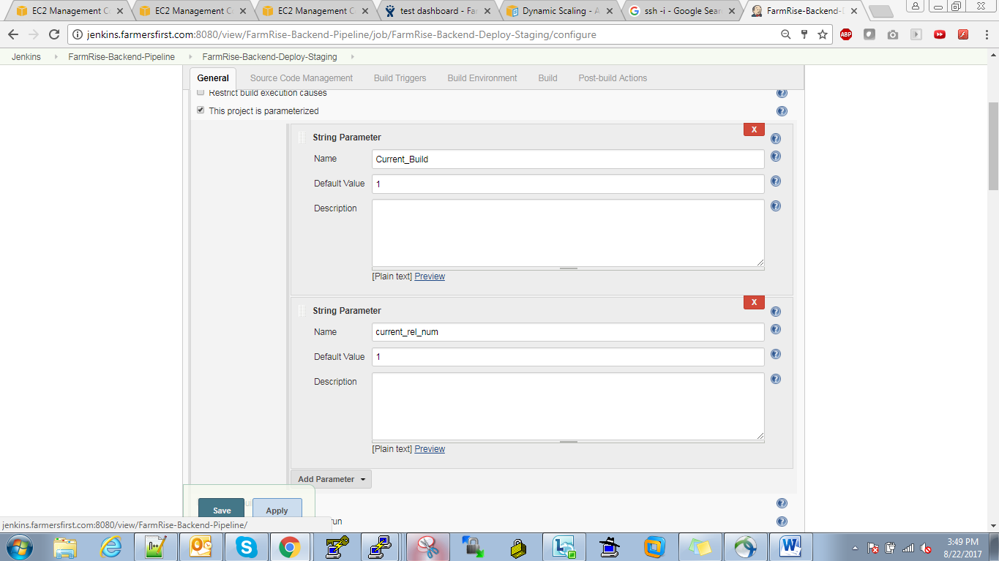 EC2 Management C
EC2 Management C
EC2 Management C
test dashboard - Fa
Dynamic Scaling - A
ssh -i - Google Sear
FarmRise-Backend-D
jenkins.farmersfirst.com:8080/view/FarmRise-Backend-Pipeline/job/FarmRise-Backend-Deploy-Staging/configure
ABP
Jenkins FarmRise-Backend-Pipeline FarmRise-Backend-Deploy-Staging
General Source Code Management Build Triggers Build Environment Build Post-build Actions
Restrict build execution causes
This project is parameterized
X
String Parameter
Name Current_Build
Default Value 1
Description
[Plain text] Preview
X
String Parameter
Name current_rel_num
Default Value 1
Description
[Plain text] Preview
Add Parameter
Save Apply
run
jenkins.farmersfirst.com:8080/view/FarmRise-Backend-Pipeline/
3:49 PM
8/22/2017